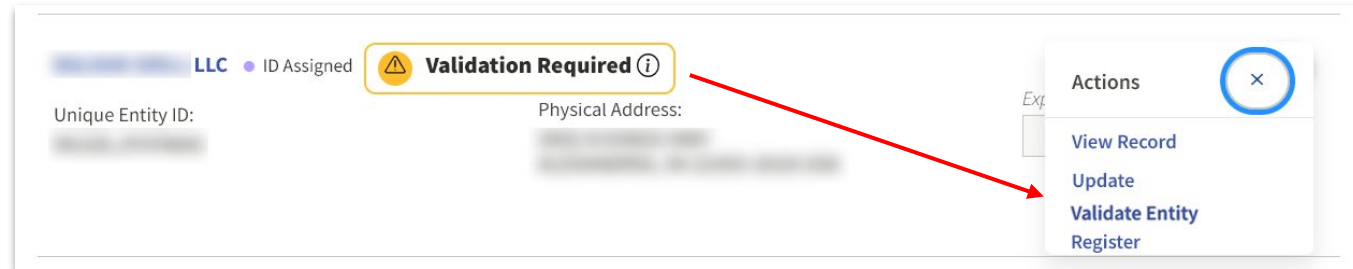 LLC ID Assigned Validation Required
Unique Entity ID:
Physical Address:
Exp
Actions
View Record
Update
Validate Entity
Register